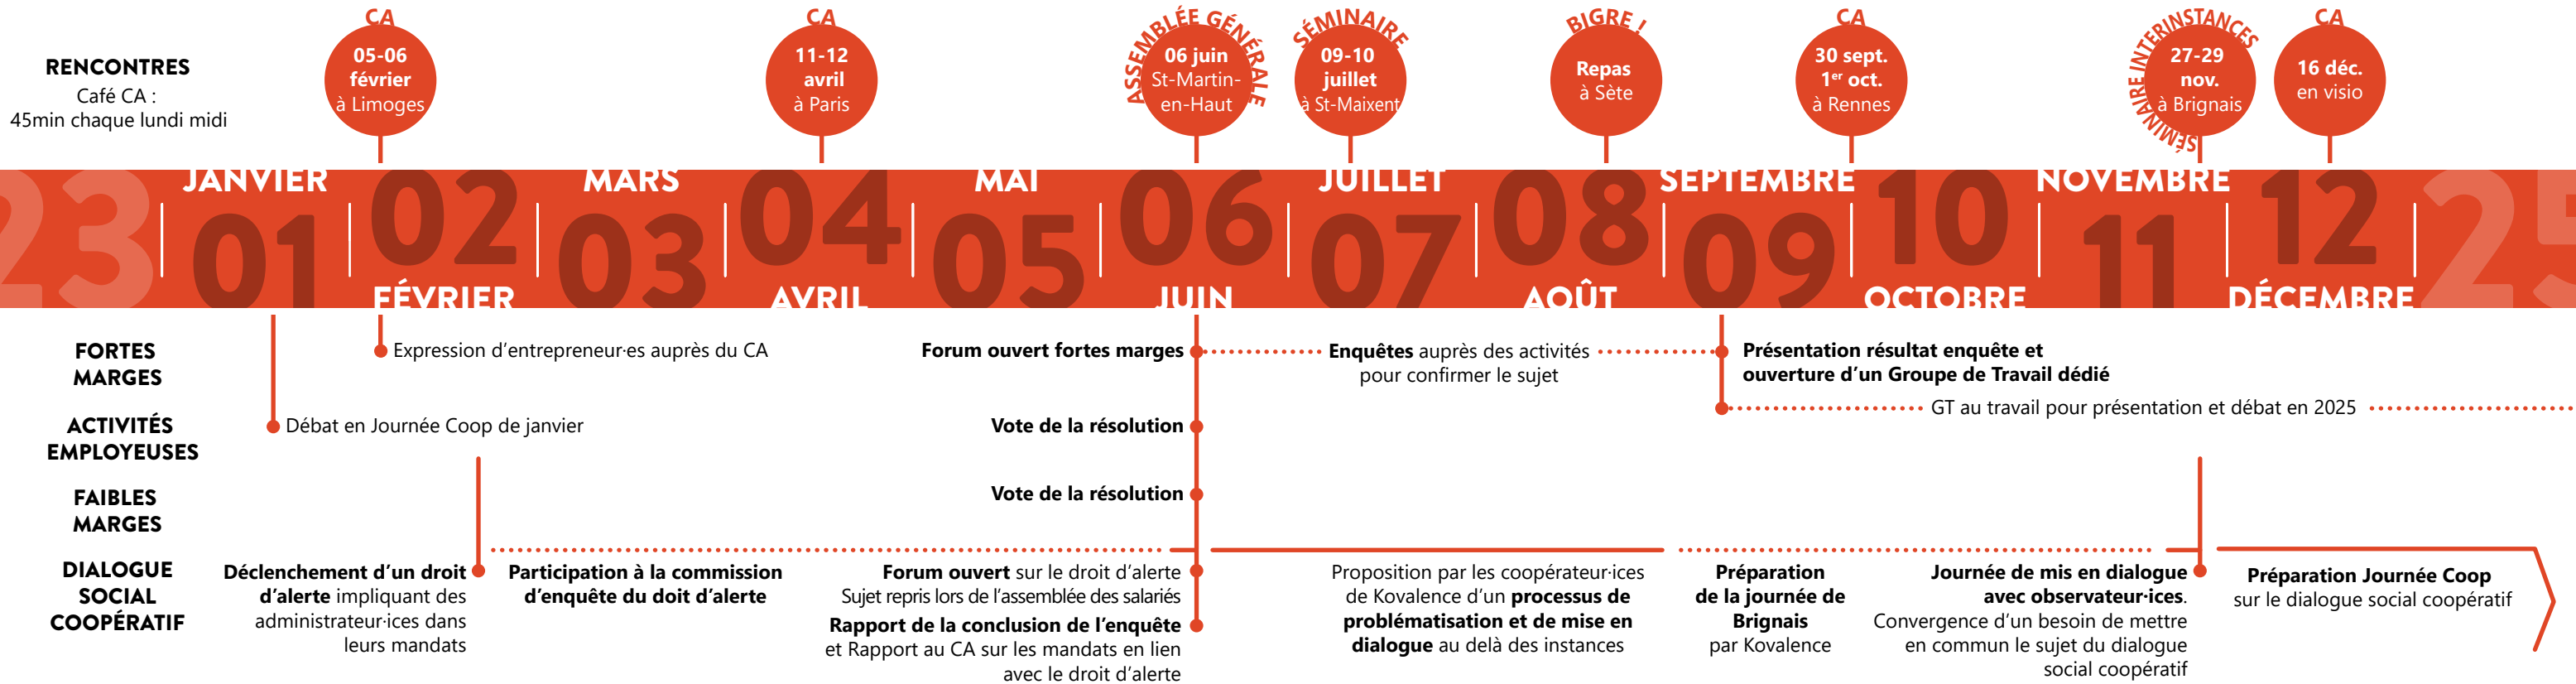 RENCONTRES
Café CA :
45min chaque lundi midi
CA
05-06
février
à Limoges
CA
11-12
avril
à Paris
ASSEMBLÉE GÉNÉRALE
06 juin
St-Martin-
en-Haut
SÉMINAIRE
09-10
juillet
à St-Maixent
BIGRE !
Repas
à Sète
CA
30 sept.
1er oct.
à Rennes
SÉMINAIRE INTERINSTANCES
27-29
nov.
à Brignais
CA
16 déc.
en visio
23
JANVIER
01
02
FÉVRIER
MARS
03
04
AVRIL
MAI
05
06
JUIN
JUILLET
07
08
AOÛT
SEPTEMBRE
09
10
OCTOBRE
NOVEMBRE
11
12
DÉCEMBRE
25
FORTES
MARGES
Expression d'entrepreneur·es auprès du CA
Forum ouvert fortes marges
Enquêtes auprès des activités
pour confirmer le sujet
Présentation résultat enquête et
ouverture d'un Groupe de Travail dédié
GT au travail pour présentation et débat en 2025
ACTIVITÉS
EMPLOYEUSES
Débat en Journée Coop de janvier
Vote de la résolution
FAIBLES
MARGES
Vote de la résolution
DIALOGUE
SOCIAL
COOPÉRATIF
Déclenchement d'un droit
d'alerte impliquant des
administrateur·ices dans
leurs mandats
Participation à la commission
d'enquête du doit d'alerte
Forum ouvert sur le droit d'alerte
Sujet repris lors de l'assemblée des salariés
Rapport de la conclusion de l'enquête
et Rapport au CA sur les mandats en lien
avec le droit d'alerte
Proposition par les coopérateur·ices
de Kovalence d'un processus de
problématisation et de mise en
dialogue au delà des instances
Préparation
de la journée de
Brignais
par Kovalence
Journée de mis en dialogue
avec observateur·ices.
Convergence d'un besoin de mettre
en commun le sujet du dialogue
social coopératif
Préparation Journée Coop
sur le dialogue social coopératif